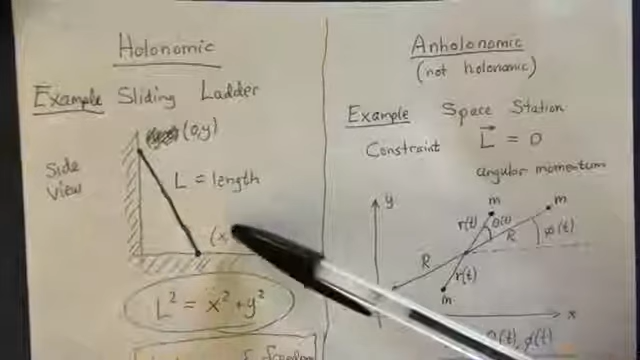 Holonomic
Example Sliding Ladder
(0,y)
Side
View
L = length
(x
L² = x² + y²
Anholonomic
(not holonomic)
Example Space Station
Constraint L⃗ = 0
angular momentum
y
m
m
r(t)
θ(t)
R
φ(t)
R
r(t)
m
x
θ(t), φ(t)